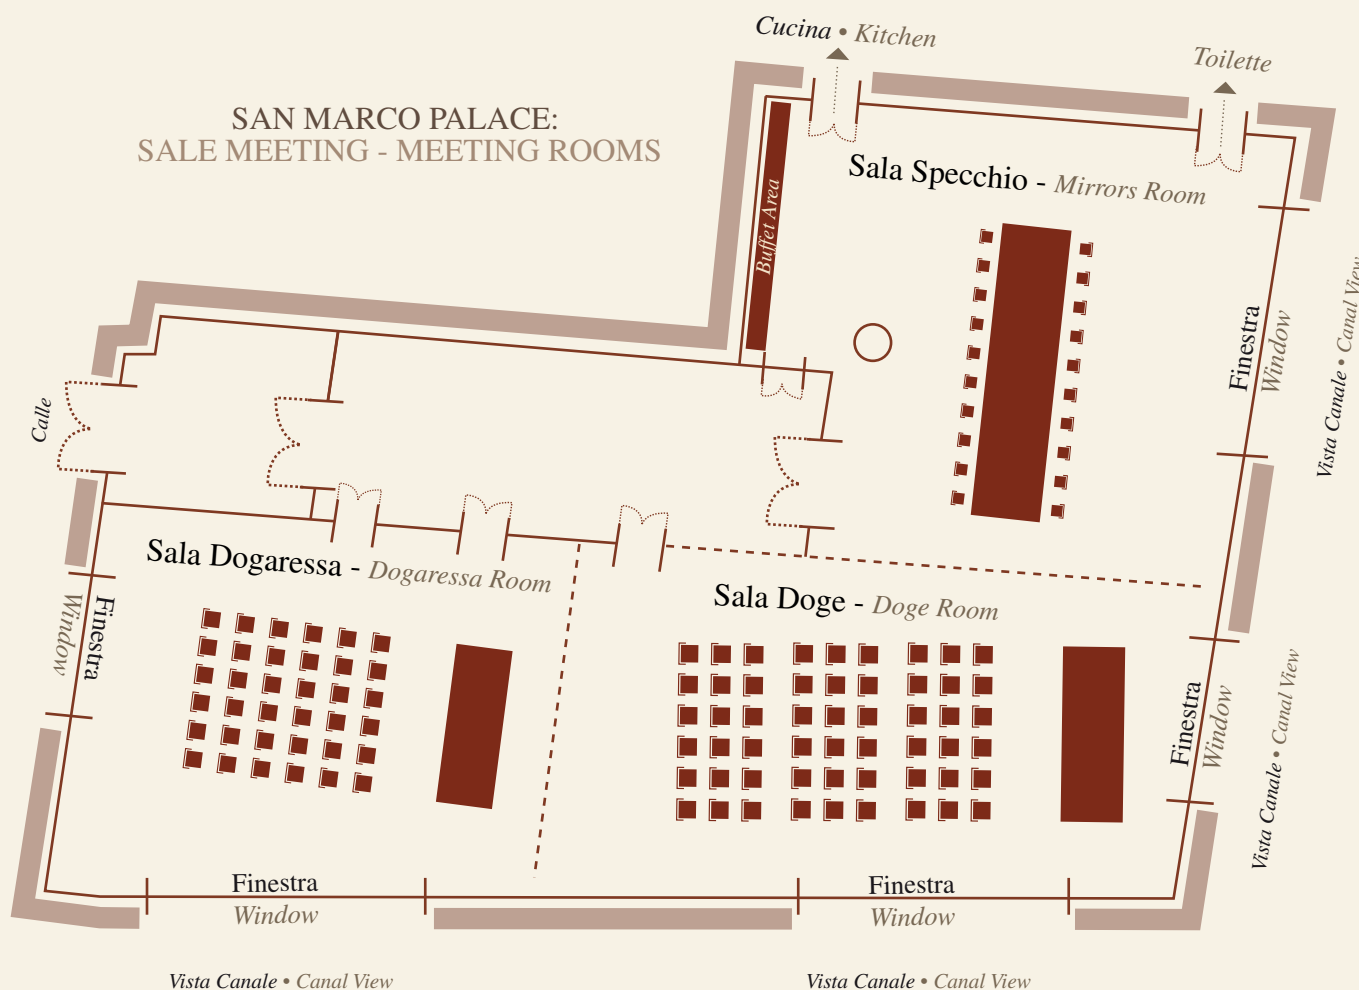 Cucina • Kitchen
Toilette
SAN MARCO PALACE:
SALE MEETING - MEETING ROOMS
Sala Specchio - Mirrors Room
Buffet Area
Finestra
Window
Vista Canale • Canal View
Calle
Sala Dogaressa - Dogaressa Room
Sala Doge - Doge Room
Finestra
Window
Finestra
Window
Vista Canale • Canal View
Finestra
Window
Finestra
Window
Vista Canale • Canal View
Vista Canale • Canal View